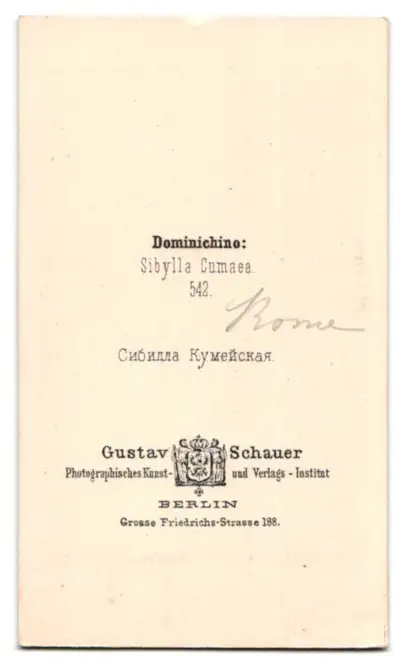 Dominichino:
Sibylla Cumaea.
542.
Rome
Сибилла Кумейская.
Gustav Schauer
Photographisches Kunst- und Verlags - Institut
BERLIN
Grosse Friedrichs-Strasse 188.